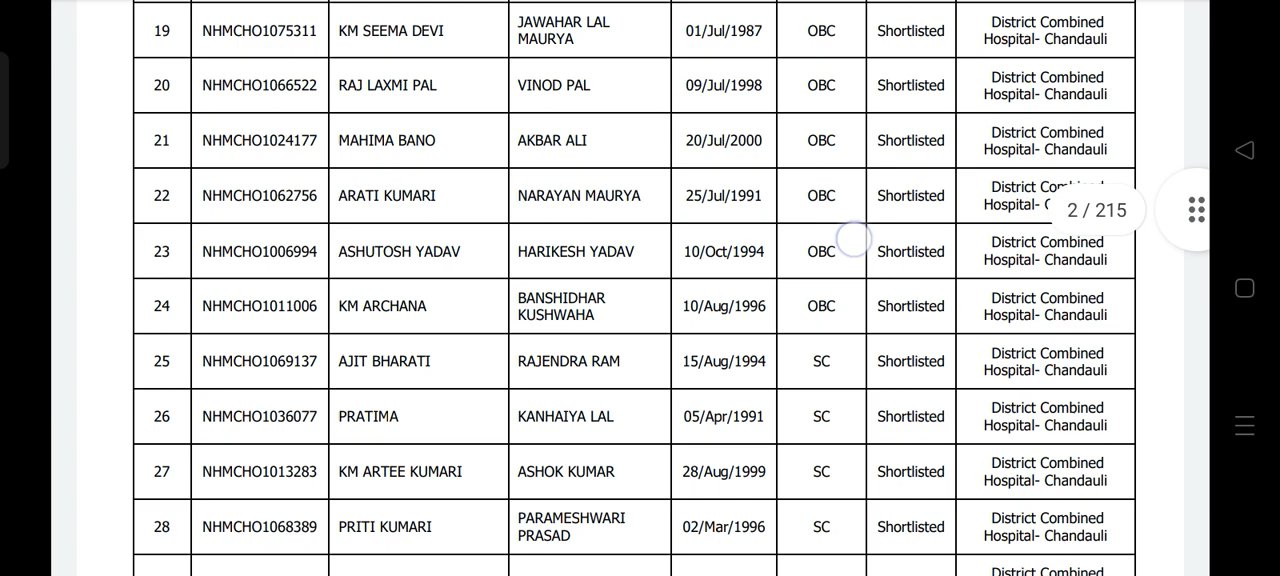 19 NHMCHO1075311 KM SEEMA DEVI JAWAHAR LAL MAURYA 01/Jul/1987 OBC Shortlisted District Combined Hospital- Chandauli
20 NHMCHO1066522 RAJ LAXMI PAL VINOD PAL 09/Jul/1998 OBC Shortlisted District Combined Hospital- Chandauli
21 NHMCHO1024177 MAHIMA BANO AKBAR ALI 20/Jul/2000 OBC Shortlisted District Combined Hospital- Chandauli
22 NHMCHO1062756 ARATI KUMARI NARAYAN MAURYA 25/Jul/1991 OBC Shortlisted District Hospital-
2 / 215
23 NHMCHO1006994 ASHUTOSH YADAV HARIKESH YADAV 10/Oct/1994 OBC Shortlisted District Combined Hospital- Chandauli
24 NHMCHO1011006 KM ARCHANA BANSHIDHAR KUSHWAHA 10/Aug/1996 OBC Shortlisted District Combined Hospital- Chandauli
25 NHMCHO1069137 AJIT BHARATI RAJENDRA RAM 15/Aug/1994 SC Shortlisted District Combined Hospital- Chandauli
26 NHMCHO1036077 PRATIMA KANHAIYA LAL 05/Apr/1991 SC Shortlisted District Combined Hospital- Chandauli
27 NHMCHO1013283 KM ARTEE KUMARI ASHOK KUMAR 28/Aug/1999 SC Shortlisted District Combined Hospital- Chandauli
28 NHMCHO1068389 PRITI KUMARI PARAMESHWARI PRASAD 02/Mar/1996 SC Shortlisted District Combined Hospital- Chandauli
District Combined